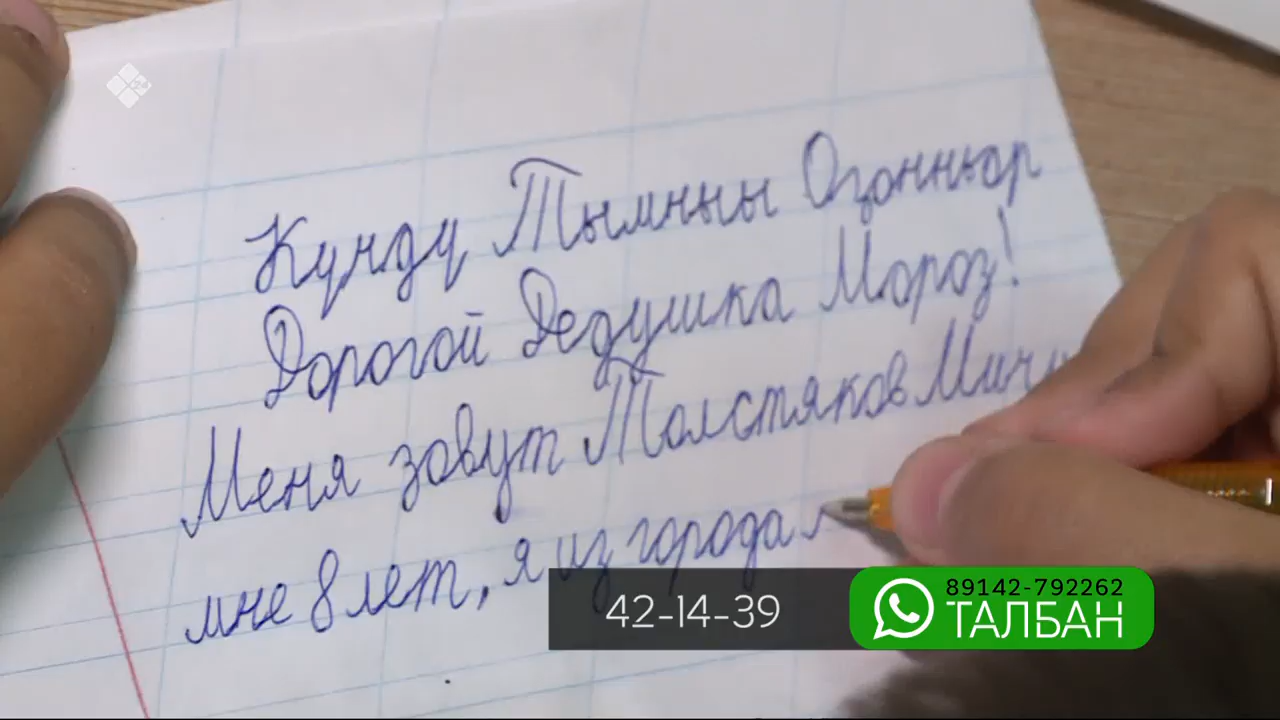 Күндү Тымныы Оҕонньор
Дорогой Дедушка Мороз!
Меня зовут Толстяков
мне 8 лет, я из города
42-14-39
89142-792262
ТАЛБАН
24